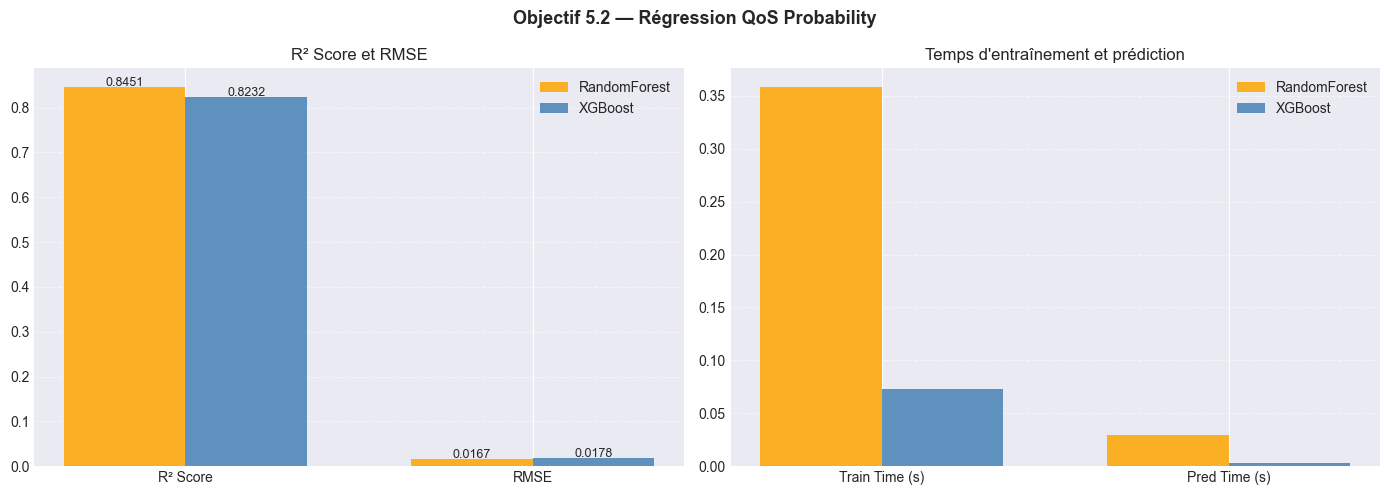 Objectif 5.2 — Régression QoS Probability
R² Score et RMSE
0.8
0.7
0.6
0.5
0.4
0.3
0.2
0.1
0.0
0.8451
0.8232
0.0167
0.0178
RandomForest
XGBoost
R² Score
RMSE
Temps d'entraînement et prédiction
0.35
0.30
0.25
0.20
0.15
0.10
0.05
0.00
RandomForest
XGBoost
Train Time (s)
Pred Time (s)